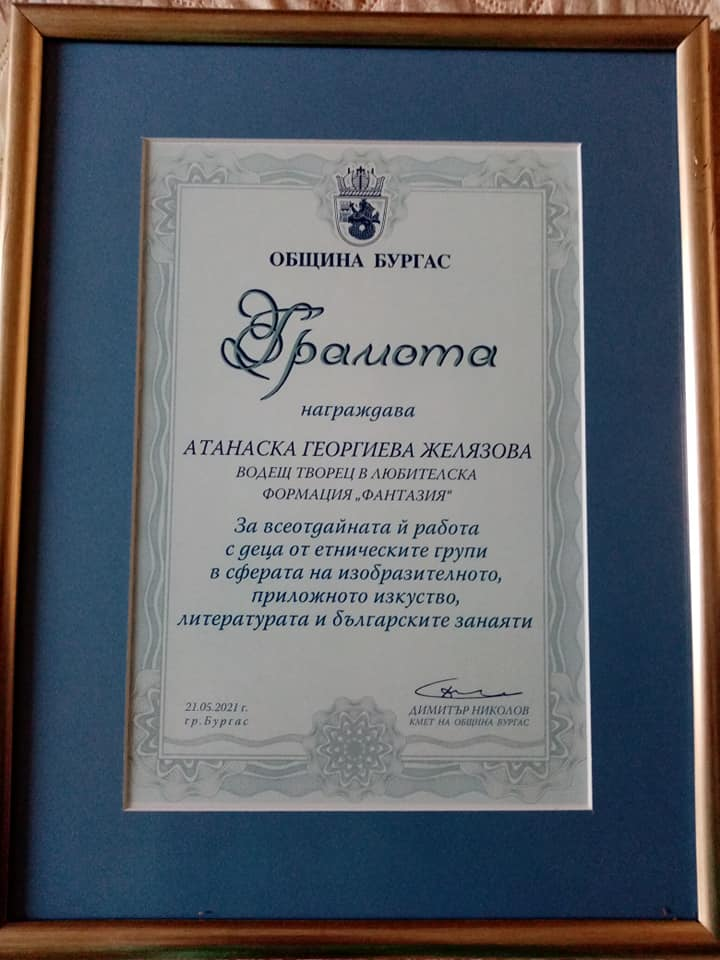 ОБЩИНА БУРГАС
Грамота
награждава
АТАНАСКА ГЕОРГИЕВА ЖЕЛЯЗОВА
ВОДЕЩ ТВОРЕЦ В ЛЮБИТЕЛСКА
ФОРМАЦИЯ „ФАНТАЗИЯ“
За всеотдайната ѝ работа
с деца от етническите групи
в сферата на изобразителното,
приложното изкуство,
литературата и българските занаяти
21.05.2021 г.
гр.Бургас
ДИМИТЪР НИКОЛОВ
КМЕТ НА ОБЩИНА БУРГАС